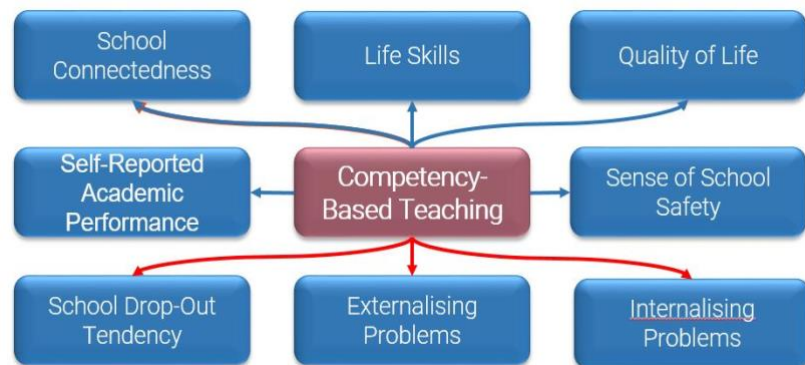 School
Connectedness
Life Skills
Quality of Life
Self-Reported
Academic
Performance
Competency-
Based Teaching
Sense of School
Safety
School Drop-Out
Tendency
Externalising
Problems
Internalising
Problems